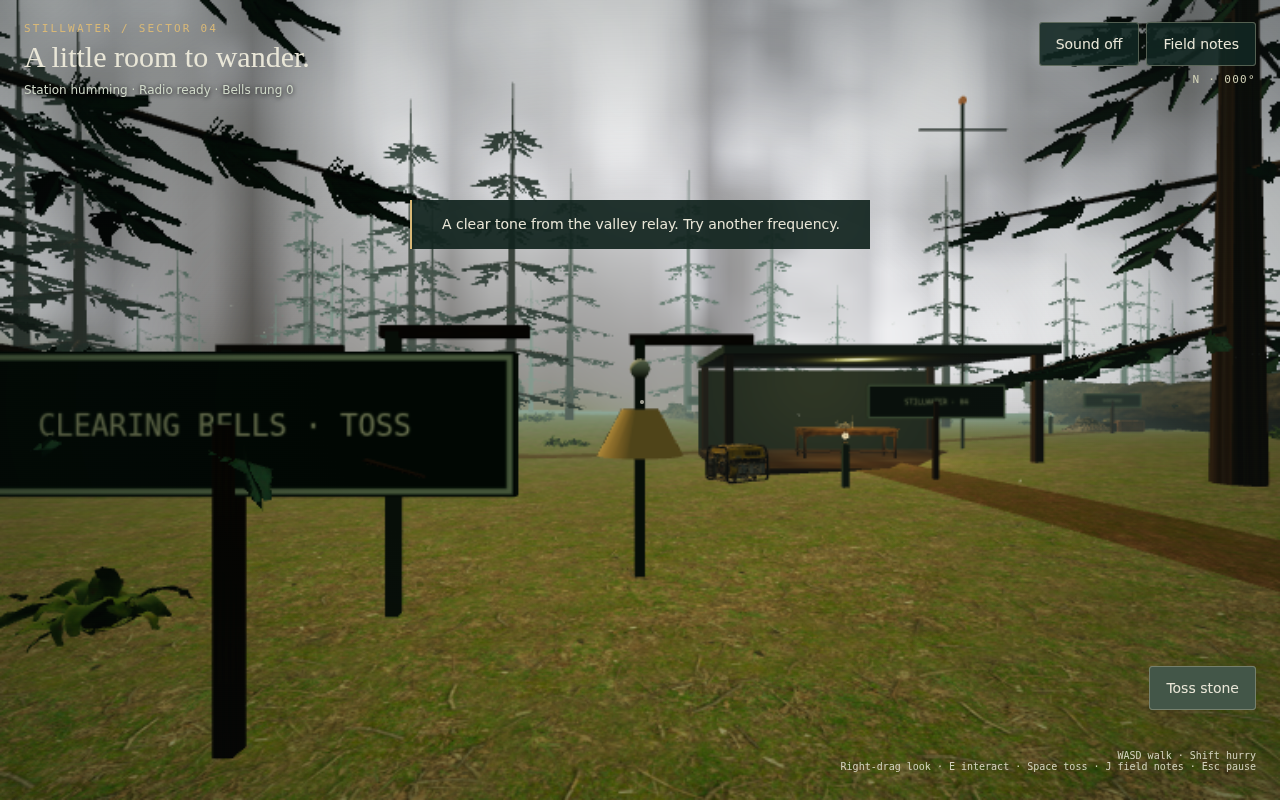 STILLWATER / SECTOR 04
A little room to wander.
Station humming · Radio ready · Bells rung 0
Sound off
Field notes
N · 000°
A clear tone from the valley relay. Try another frequency.
CLEARING BELLS · TOSS
STILLWATER · 04
Toss stone
WASD walk · Shift hurry
Right-drag look · E interact · Space toss · J field notes · Esc pause